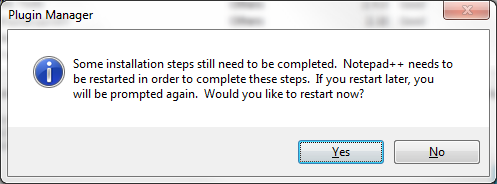 Plugin Manager
Some installation steps still need to be completed.  Notepad++ needs to
be restarted in order to complete these steps.  If you restart later, you
will be prompted again.  Would you like to restart now?
Yes
No